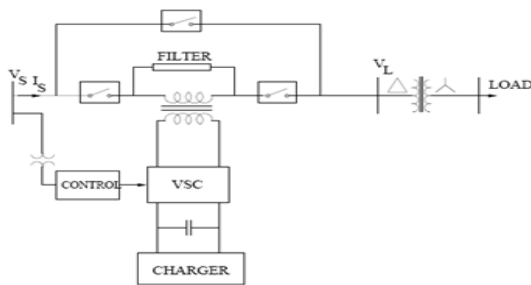 FILTER
V_S I_S
V_L
LOAD
CONTROL
VSC
CHARGER